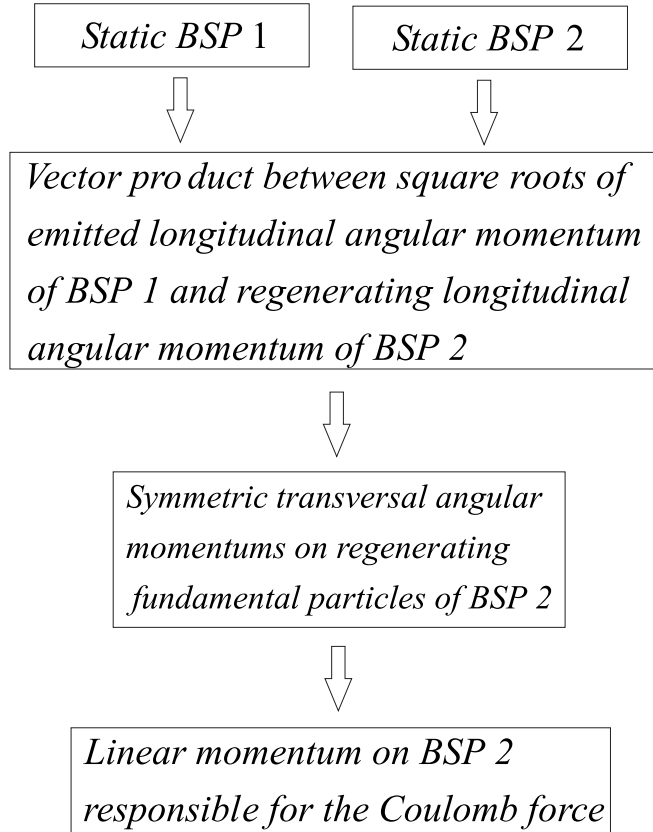 Static BSP 1
Static BSP 2
Vector product between square roots of
emitted longitudinal angular momentum
of BSP 1 and regenerating longitudinal
angular momentum of BSP 2
Symmetric transversal angular
momentums on regenerating
fundamental particles of BSP 2
Linear momentum on BSP 2
responsible for the Coulomb force